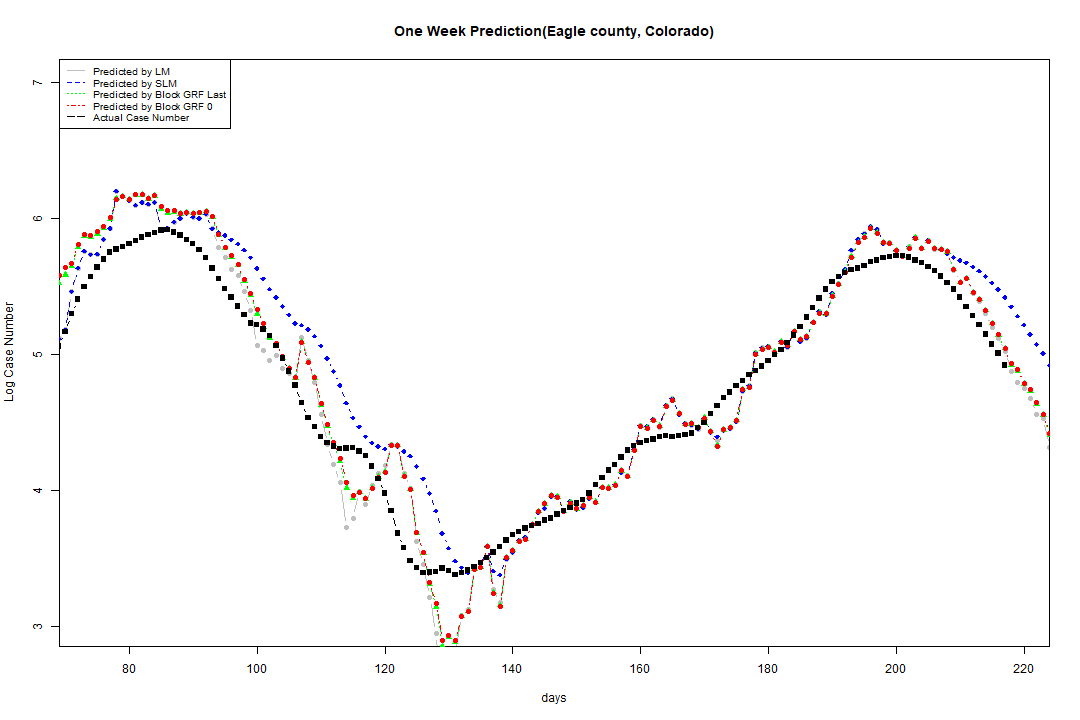 One Week Prediction(Eagle county, Colorado)
Predicted by LM
Predicted by SLM
Predicted by Block GRF Last
Predicted by Block GRF 0
Actual Case Number
Log Case Number
7
6
5
4
3
80 100 120 140 160 180 200 220
days